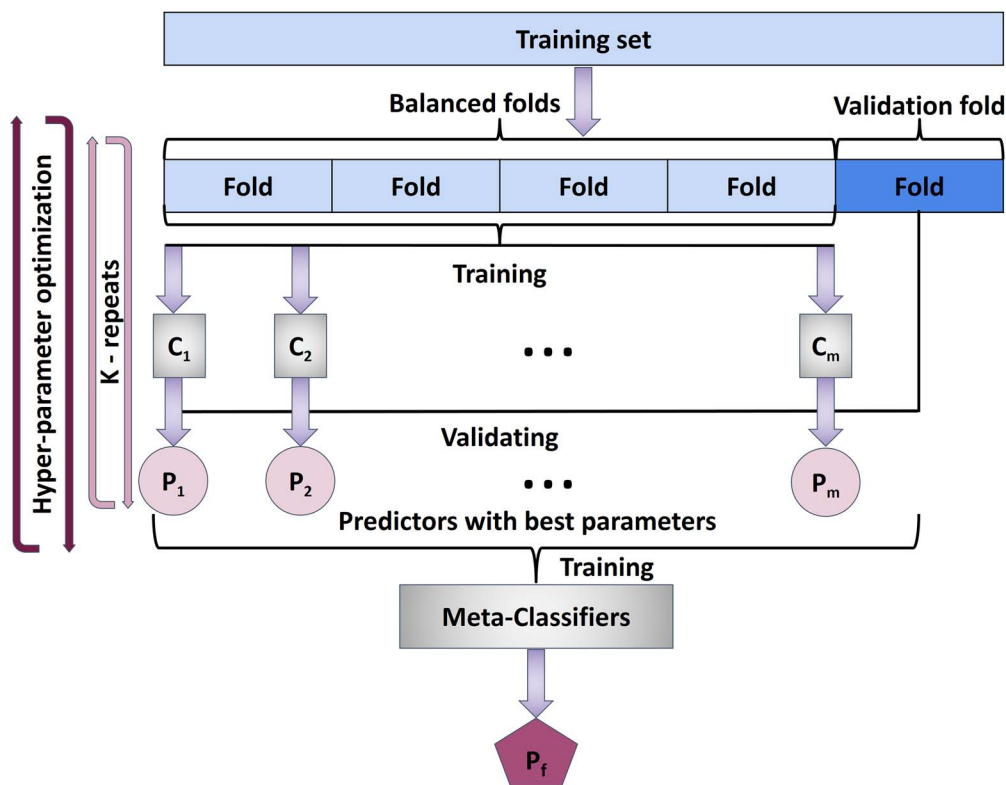 Training set
Balanced folds
Validation fold
Fold Fold Fold Fold Fold
Hyper-parameter optimization
K - repeats
Training
C1 C2 ... Cm
Validating
P1 P2 ... Pm
Predictors with best parameters
Training
Meta-Classifiers
Pf